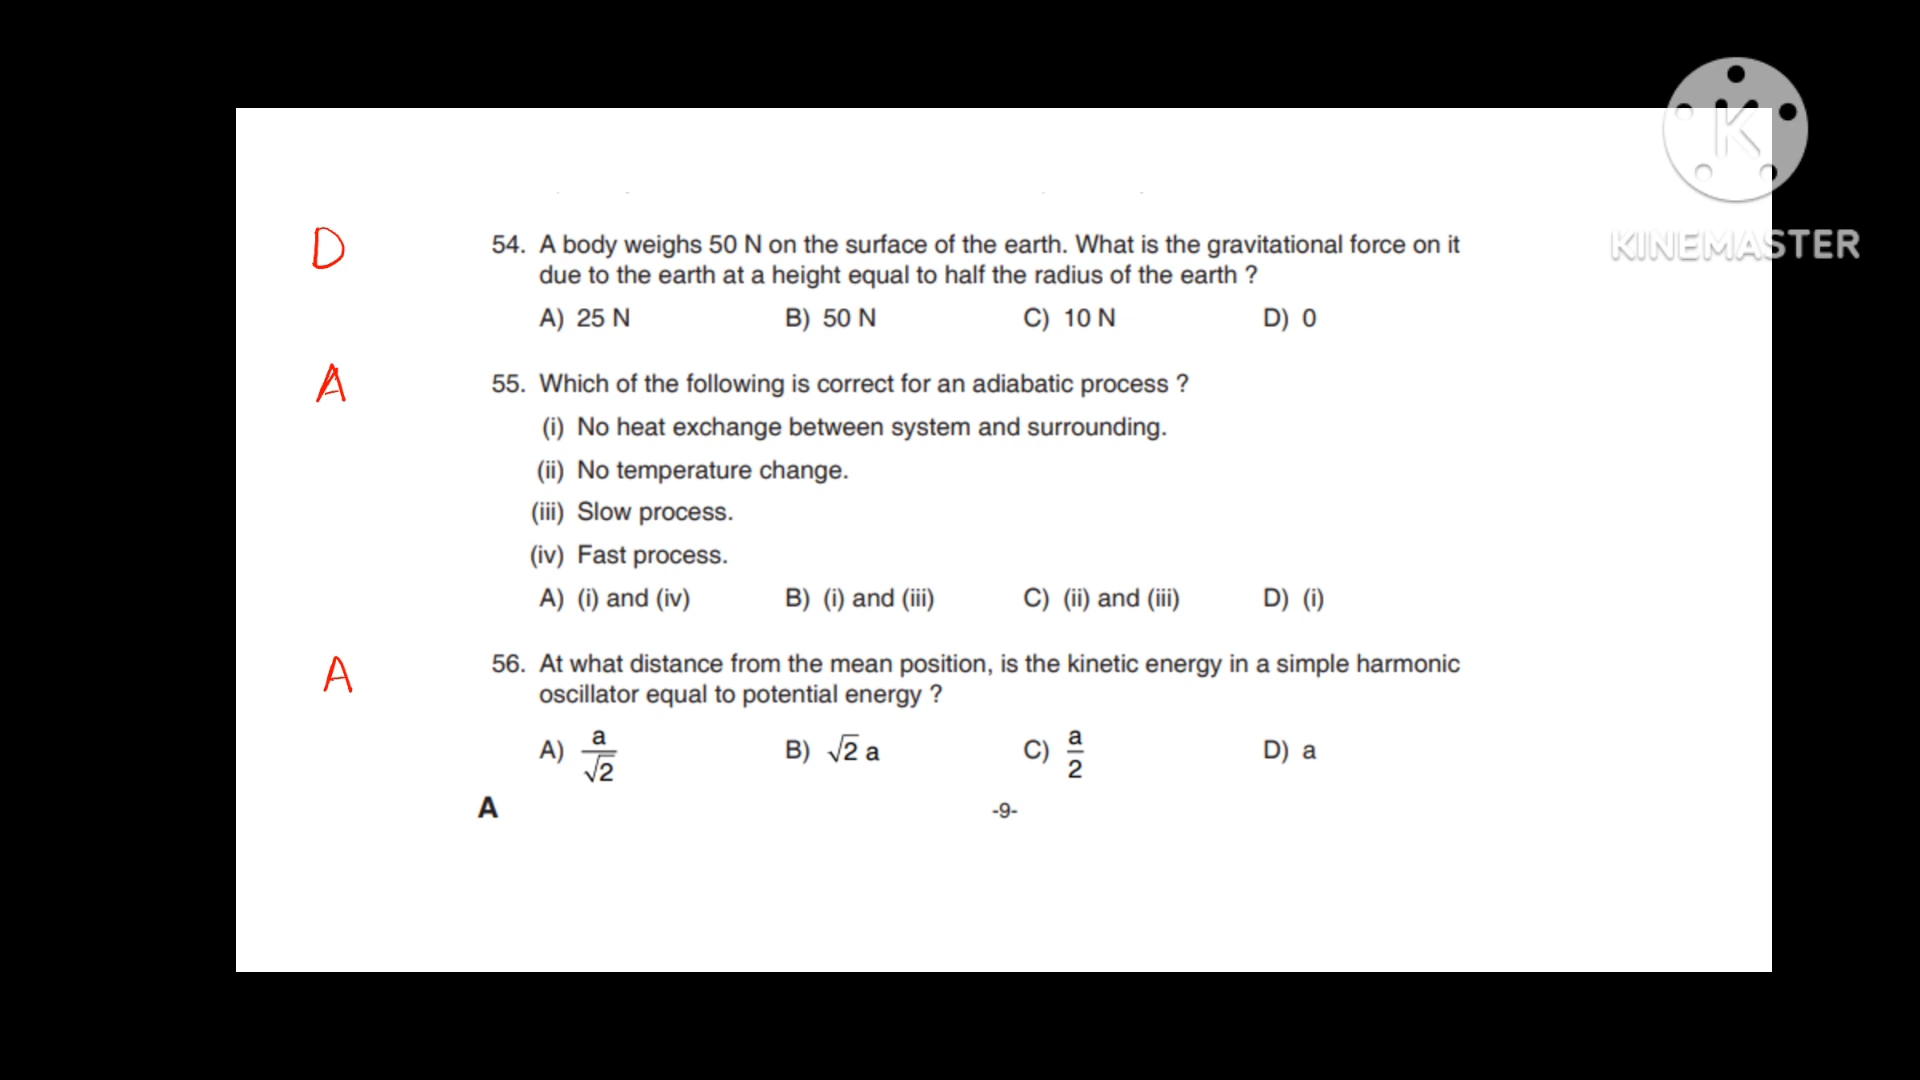 K
KINEMASTER
D
54. A body weighs 50 N on the surface of the earth. What is the gravitational force on it
due to the earth at a height equal to half the radius of the earth ?
A) 25 N B) 50 N C) 10 N D) 0
A
55. Which of the following is correct for an adiabatic process ?
(i) No heat exchange between system and surrounding.
(ii) No temperature change.
(iii) Slow process.
(iv) Fast process.
A) (i) and (iv) B) (i) and (iii) C) (ii) and (iii) D) (i)
A
56. At what distance from the mean position, is the kinetic energy in a simple harmonic
oscillator equal to potential energy ?
A) a/√2 B) √2 a C) a/2 D) a
A -9-